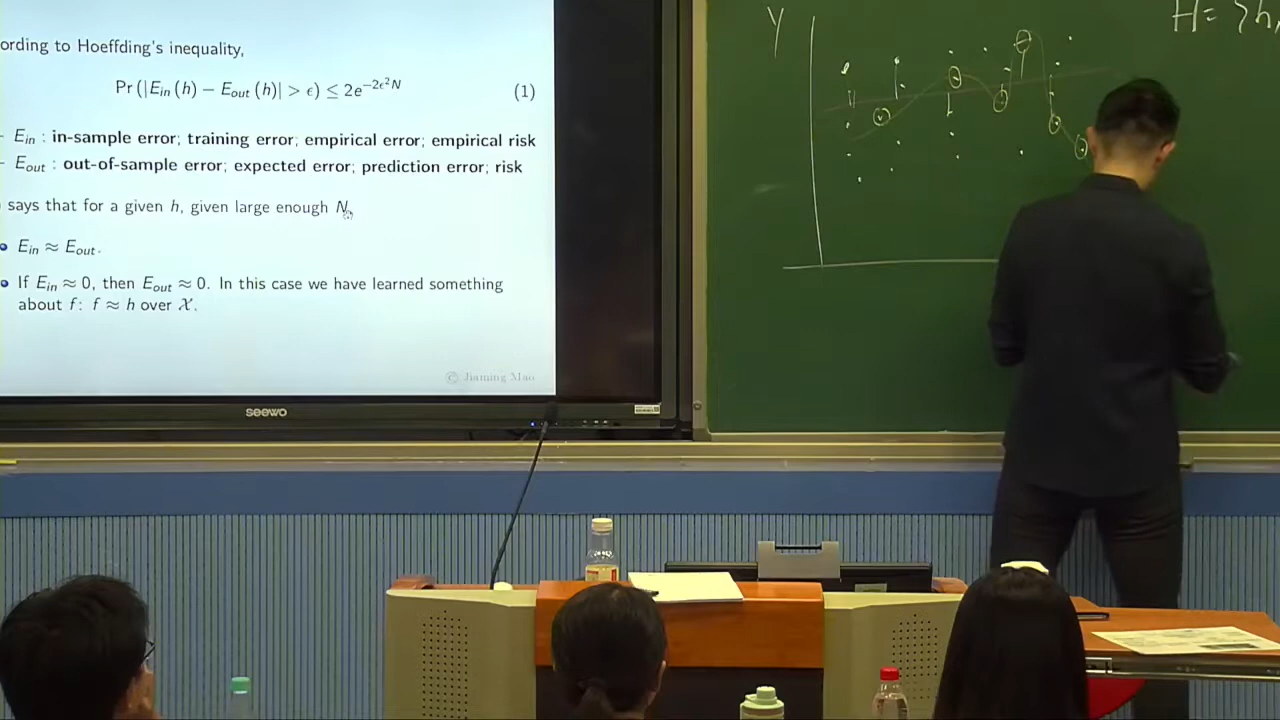 ording to Hoeffding's inequality,
Pr (|E_in (h) − E_out (h)| > ϵ) ≤ 2e^{−2ϵ²N} (1)
– E_in : in-sample error; training error; empirical error; empirical risk
– E_out : out-of-sample error; expected error; prediction error; risk
says that for a given h, given large enough N,
E_in ≈ E_out.
If E_in ≈ 0, then E_out ≈ 0. In this case we have learned something
about f: f ≈ h over 𝒳.
© Jiaming Mao
seewo
Y
H = {h,